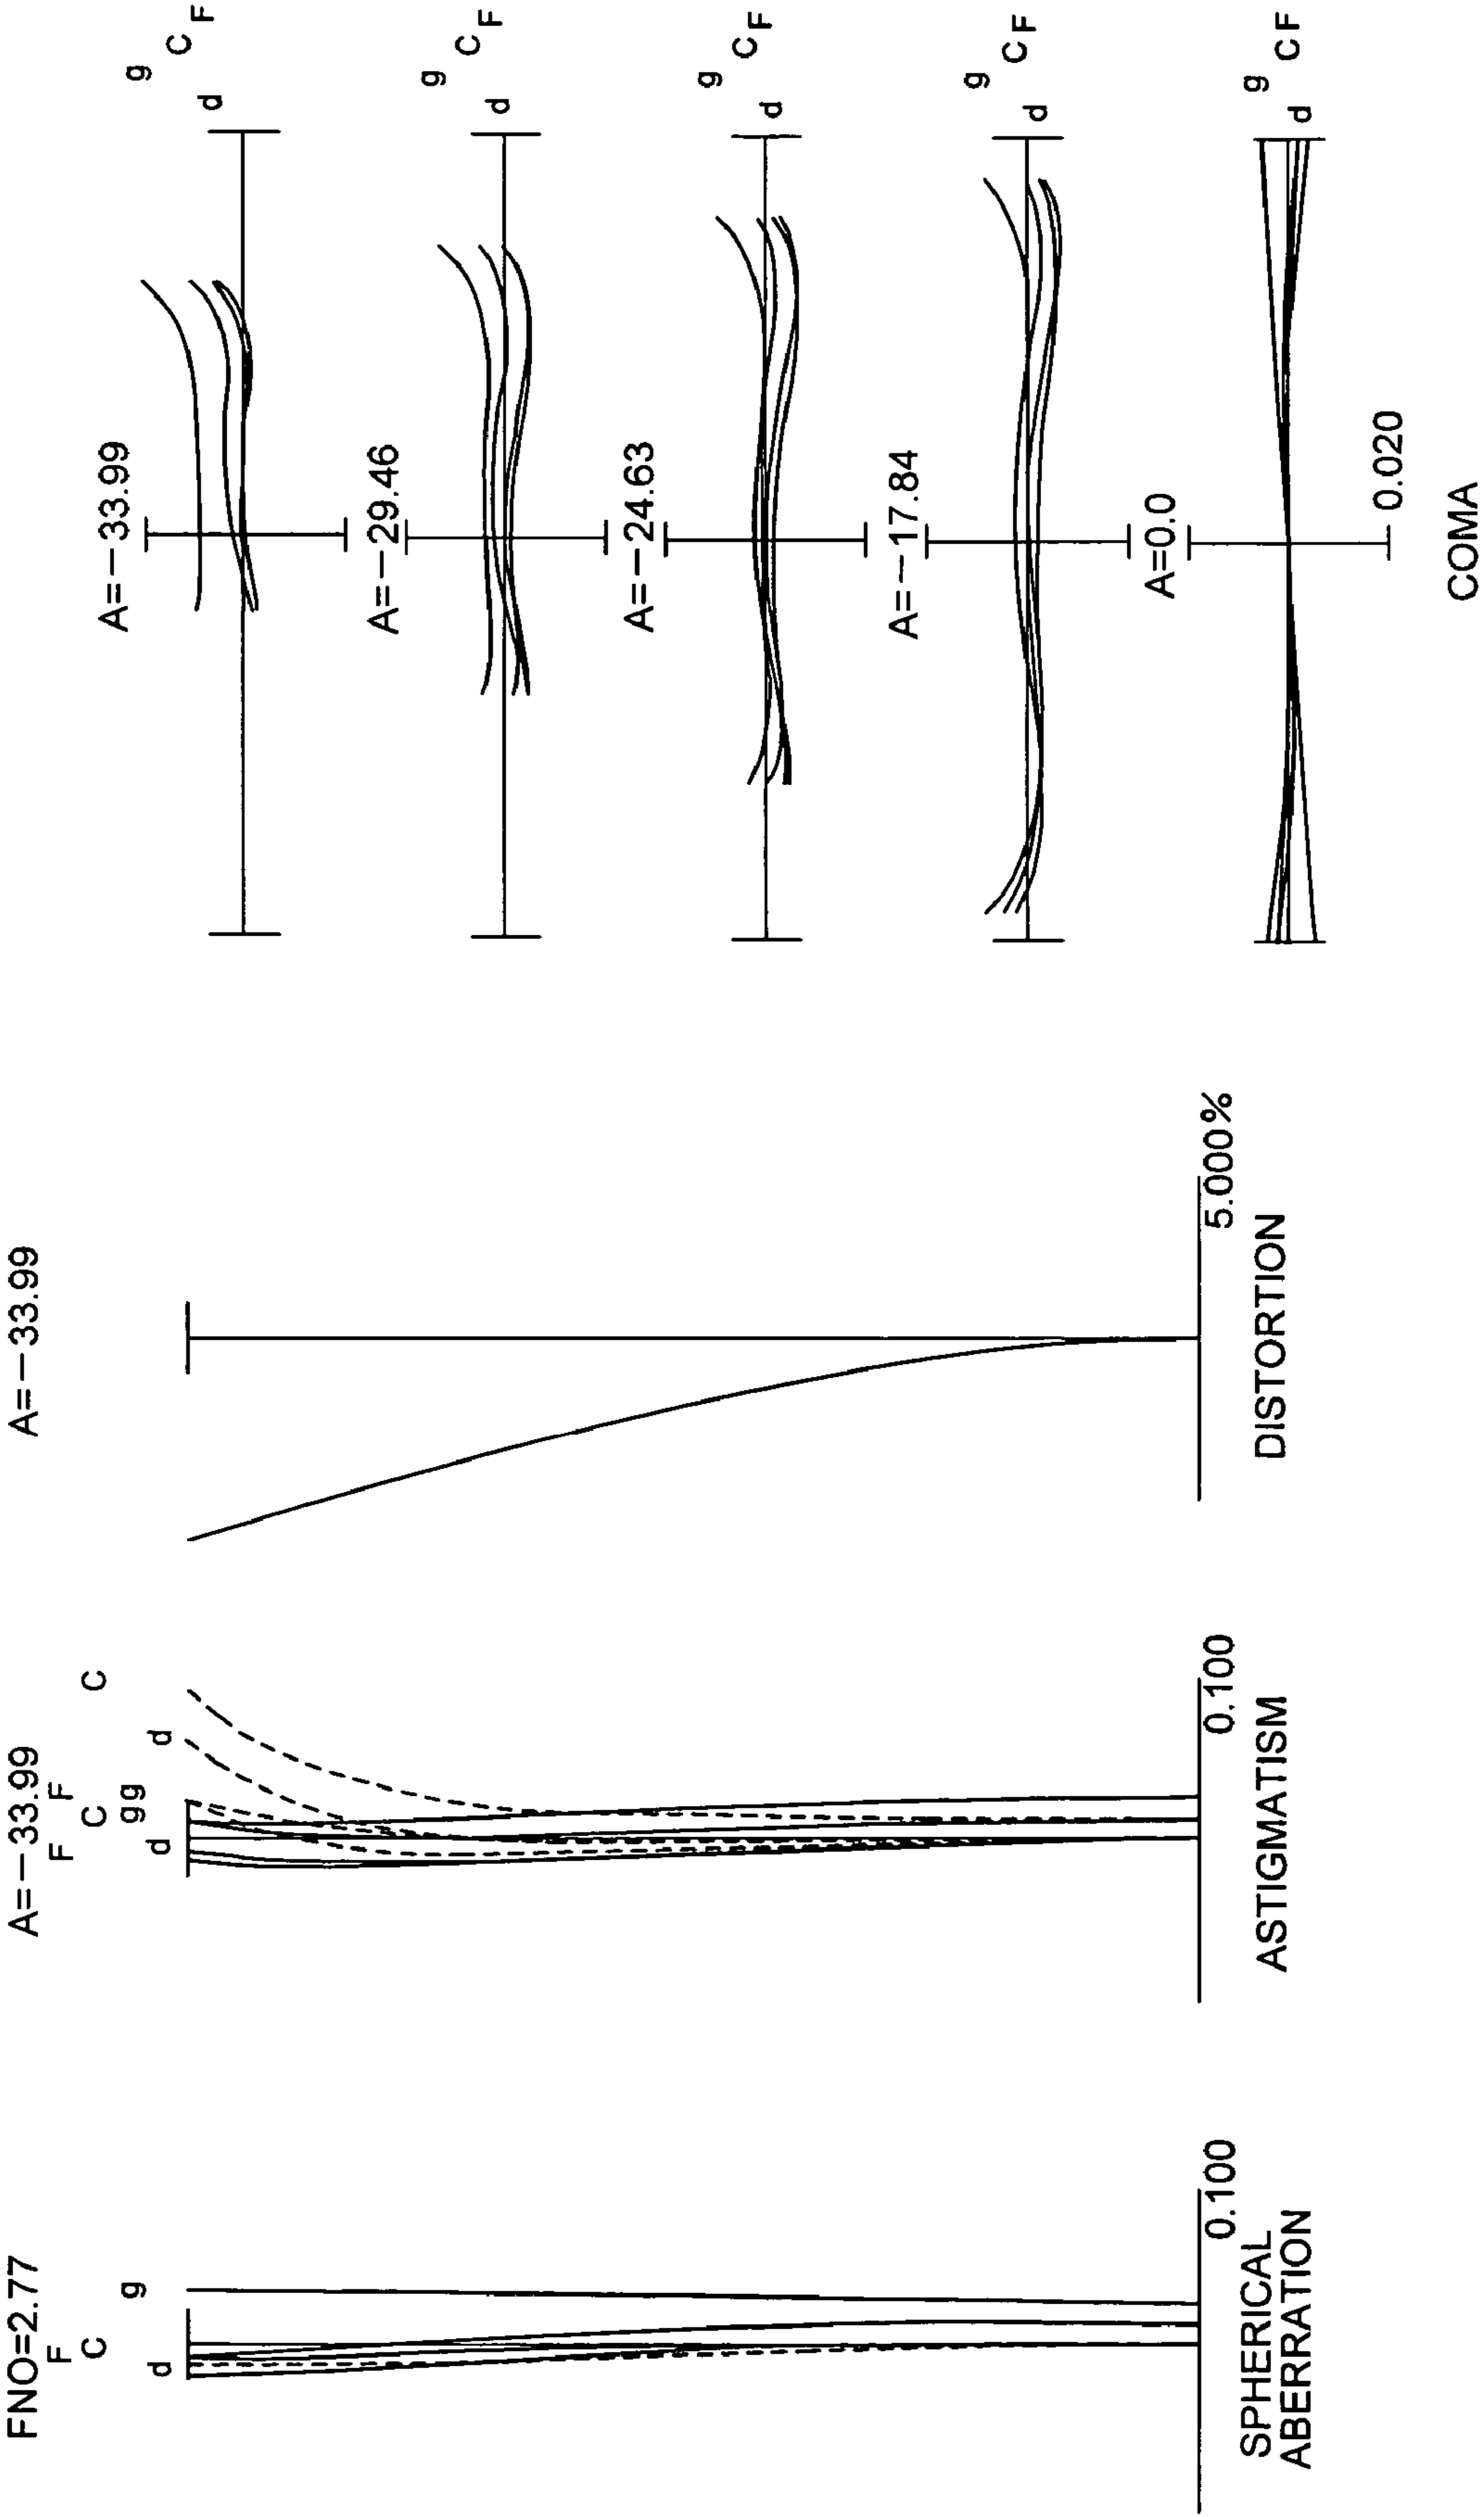 FNO=2.77
F
C
g
d
0.100
SPHERICAL
ABERRATION
A=-33.99
F F
C C
gg
d d
0.100
ASTIGMATISM
A=-33.99
5.000%
DISTORTION
A=-33.99
g
C F
d
A=-29.46
g
C F
d
A=-24.63
g
C F
d
A=-17.84
g
C F
d
A=0.0
g
C F
d
0.020
COMA